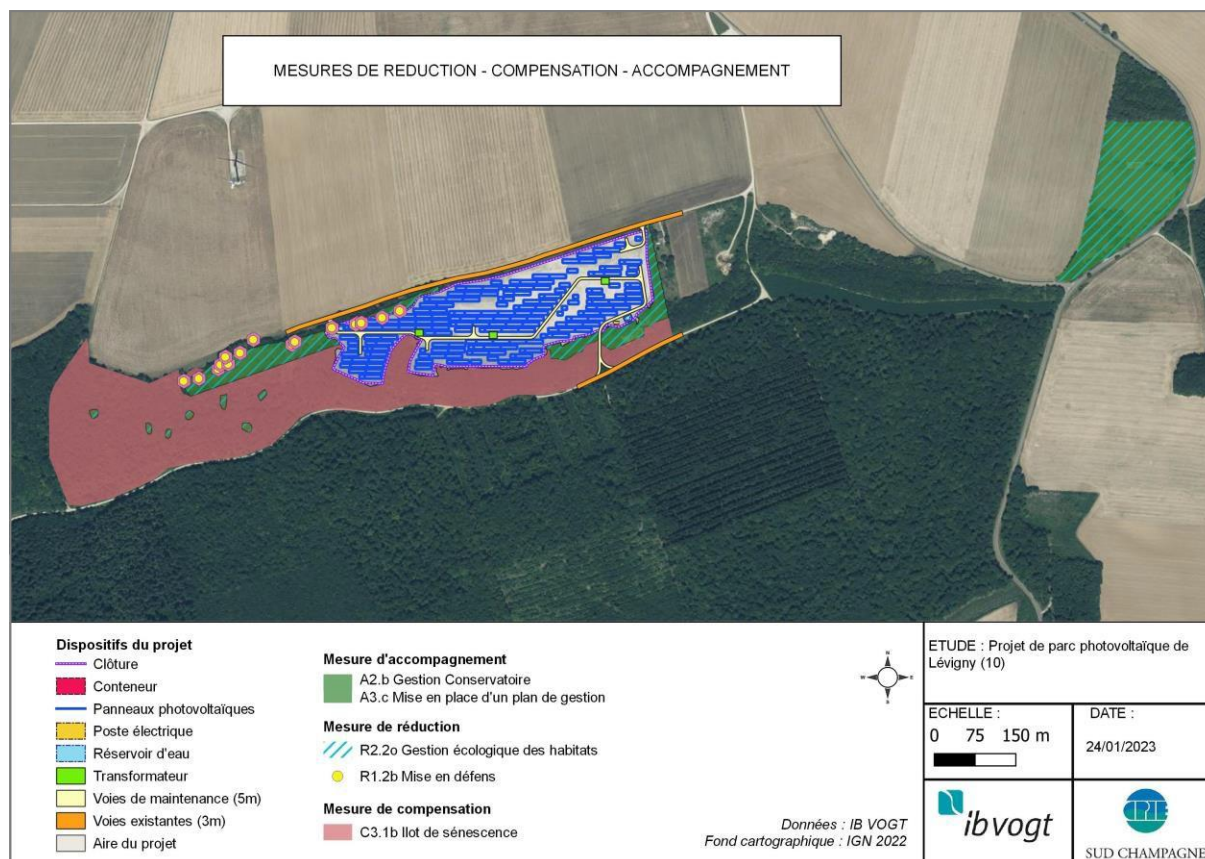 MESURES DE REDUCTION - COMPENSATION - ACCOMPAGNEMENT
Dispositifs du projet
Clôture
Conteneur
Panneaux photovoltaïques
Poste électrique
Réservoir d'eau
Transformateur
Voies de maintenance (5m)
Voies existantes (3m)
Aire du projet
Mesure d'accompagnement
A2.b Gestion Conservatoire
A3.c Mise en place d'un plan de gestion
Mesure de réduction
R2.2o Gestion écologique des habitats
R1.2b Mise en défens
Mesure de compensation
C3.1b Ilot de sénescence
Données : IB VOGT
Fond cartographique : IGN 2022
N
W
E
S
ETUDE : Projet de parc photovoltaïque de
Lévigny (10)
ECHELLE :
0 75 150 m
DATE :
24/01/2023
ib vogt
CPIE
SUD CHAMPAGNE